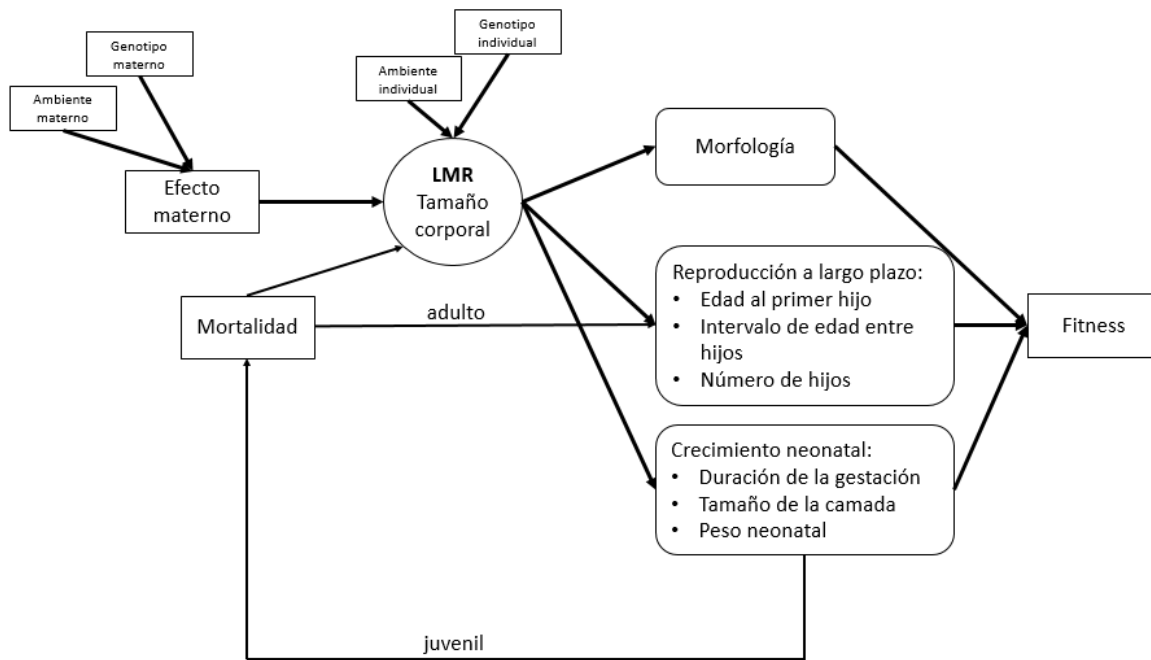 Genotipo
individual
Genotipo
materno
Ambiente
individual
Ambiente
materno
Efecto
materno
LMR
Tamaño
corporal
Morfología
Reproducción a largo plazo:
• Edad al primer hijo
• Intervalo de edad entre
hijos
• Número de hijos
Mortalidad
adulto
Fitness
Crecimiento neonatal:
• Duración de la gestación
• Tamaño de la camada
• Peso neonatal
juvenil